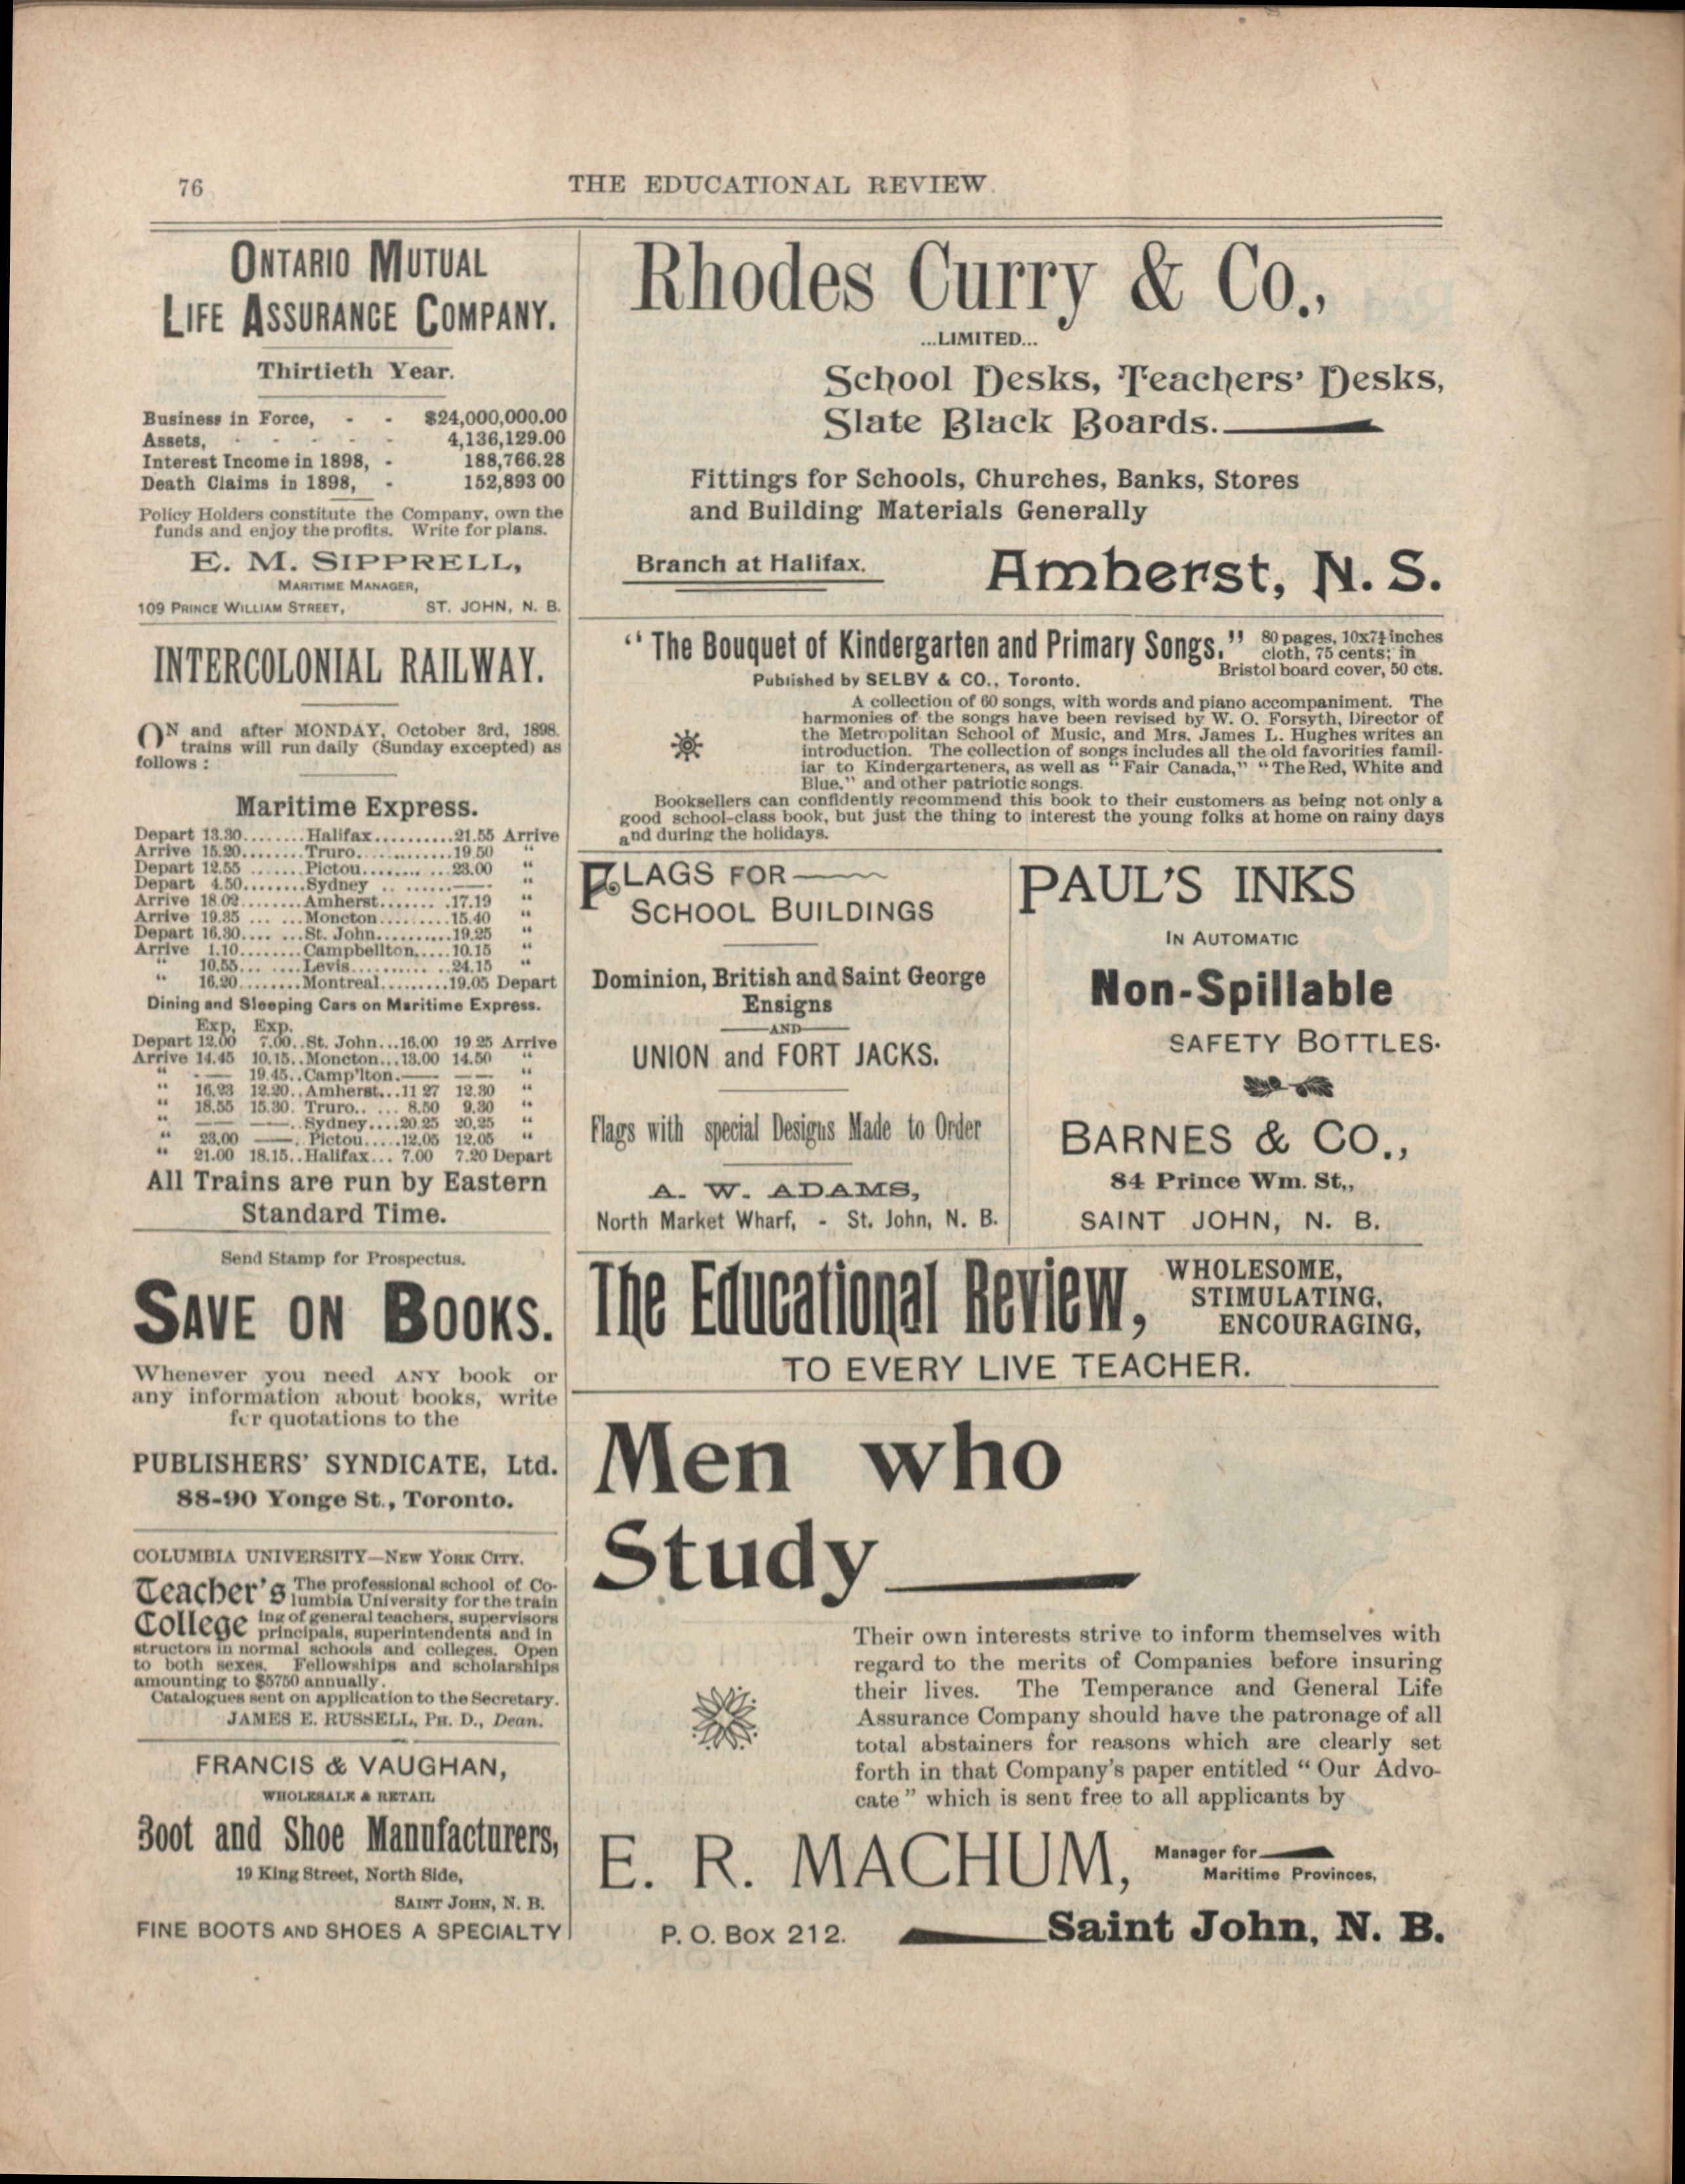 76
THE EDUCATIONAL REVIEW.
ONTARIO MUTUAL
LIFE ASSURANCE COMPANY.
Thirtieth Year.
Business in Force, - - $24,000,000.00
Assets, - - - - - 4,136,129.00
Interest Income in 1898, - 188,766.28
Death Claims in 1898, - 152,893 00
Policy Holders constitute the Company, own the
funds and enjoy the profits. Write for plans.
E. M. SIPPRELL,
MARITIME MANAGER,
109 PRINCE WILLIAM STREET, ST. JOHN, N. B.
INTERCOLONIAL RAILWAY.
ON and after MONDAY, October 3rd, 1898.
trains will run daily (Sunday excepted) as
follows :
Maritime Express.
Depart 13.30........Halifax..........21.55 Arrive
Arrive 15.20........Truro..............19 50 "
Depart 12.55 .......Pictou........ ...23.00 "
Depart 4.50........Sydney .. ......—— "
Arrive 18.02........Amherst....... .17.19 "
Arrive 19.35 ... ...Moncton.........15.40 "
Depart 16.30.... ...St. John..........19.25 "
Arrive 1.10........Campbellton.....10.15 "
" 10.55... ....Levis.......... ..24.15 "
" 16.20........Montreal.........19.05 Depart
Dining and Sleeping Cars on Maritime Express.
Exp. Exp.
Depart 12.00 7.00..St. John...16.00 19 25 Arrive
Arrive 14.45 10.15..Moncton...13.00 14.50 "
" —— 19.45..Camp'lton.—— —— "
" 16.23 12.20..Amherst...11 27 12.30 "
" 18.55 15.30. Truro.. ... 8.50 9.30 "
" —— ——..Sydney....20 25 20.25 "
" 23.00 ——. Pictou.....12.05 12.05 "
" 21.00 18.15..Halifax... 7.00 7.20 Depart
All Trains are run by Eastern
Standard Time.
Send Stamp for Prospectus.
SAVE ON BOOKS.
Whenever you need ANY book or
any information about books, write
for quotations to the
PUBLISHERS' SYNDICATE, Ltd.
88-90 Yonge St., Toronto.
COLUMBIA UNIVERSITY—NEW YORK CITY.
Teacher's The professional school of Co-
lumbia University for the train
College ing of general teachers, supervisors
principals, superintendents and in
structors in normal schools and colleges. Open
to both sexes. Fellowships and scholarships
amounting to $5750 annually.
Catalogues sent on application to the Secretary.
JAMES E. RUSSELL, PH. D., Dean.
FRANCIS & VAUGHAN,
WHOLESALE & RETAIL
Boot and Shoe Manufacturers,
19 King Street, North Side,
SAINT JOHN, N. B.
FINE BOOTS AND SHOES A SPECIALTY
Rhodes Curry & Co.,
...LIMITED...
School Desks, Teachers' Desks,
Slate Black Boards.
Fittings for Schools, Churches, Banks, Stores
and Building Materials Generally
Branch at Halifax. Amherst, N. S.
"The Bouquet of Kindergarten and Primary Songs." 80 pages, 10x7½ inches
cloth, 75 cents; in
Bristol board cover, 50 cts.
Published by SELBY & CO., Toronto.
A collection of 60 songs, with words and piano accompaniment. The
harmonies of the songs have been revised by W. O. Forsyth, Director of
the Metropolitan School of Music, and Mrs. James L. Hughes writes an
introduction. The collection of songs includes all the old favorities famil-
iar to Kindergarteners, as well as "Fair Canada," "The Red, White and
Blue," and other patriotic songs.
Booksellers can confidently recommend this book to their customers as being not only a
good school-class book, but just the thing to interest the young folks at home on rainy days
and during the holidays.
FLAGS FOR
SCHOOL BUILDINGS
Dominion, British and Saint George
Ensigns
AND
UNION and FORT JACKS.
Flags with special Designs Made to Order
A. W. ADAMS,
North Market Wharf, - St. John, N. B.
PAUL'S INKS
IN AUTOMATIC
Non-Spillable
SAFETY BOTTLES.
BARNES & CO.,
84 Prince Wm. St,,
SAINT JOHN, N. B.
The Educational Review, WHOLESOME,
STIMULATING,
ENCOURAGING,
TO EVERY LIVE TEACHER.
Men who
Study
Their own interests strive to inform themselves with
regard to the merits of Companies before insuring
their lives. The Temperance and General Life
Assurance Company should have the patronage of all
total abstainers for reasons which are clearly set
forth in that Company's paper entitled "Our Advo-
cate" which is sent free to all applicants by
E. R. MACHUM, Manager for
Maritime Provinces,
P. O. BOX 212. Saint John, N. B.